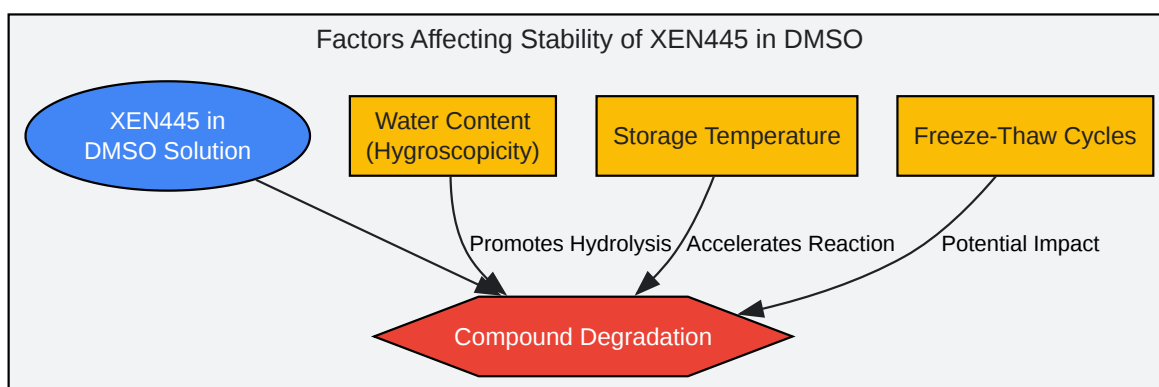 Factors Affecting Stability of XEN445 in DMSO
XEN445 in
DMSO Solution
Water Content
(Hygroscopicity)
Storage Temperature
Freeze-Thaw Cycles
Promotes Hydrolysis
Accelerates Reaction
Potential Impact
Compound Degradation